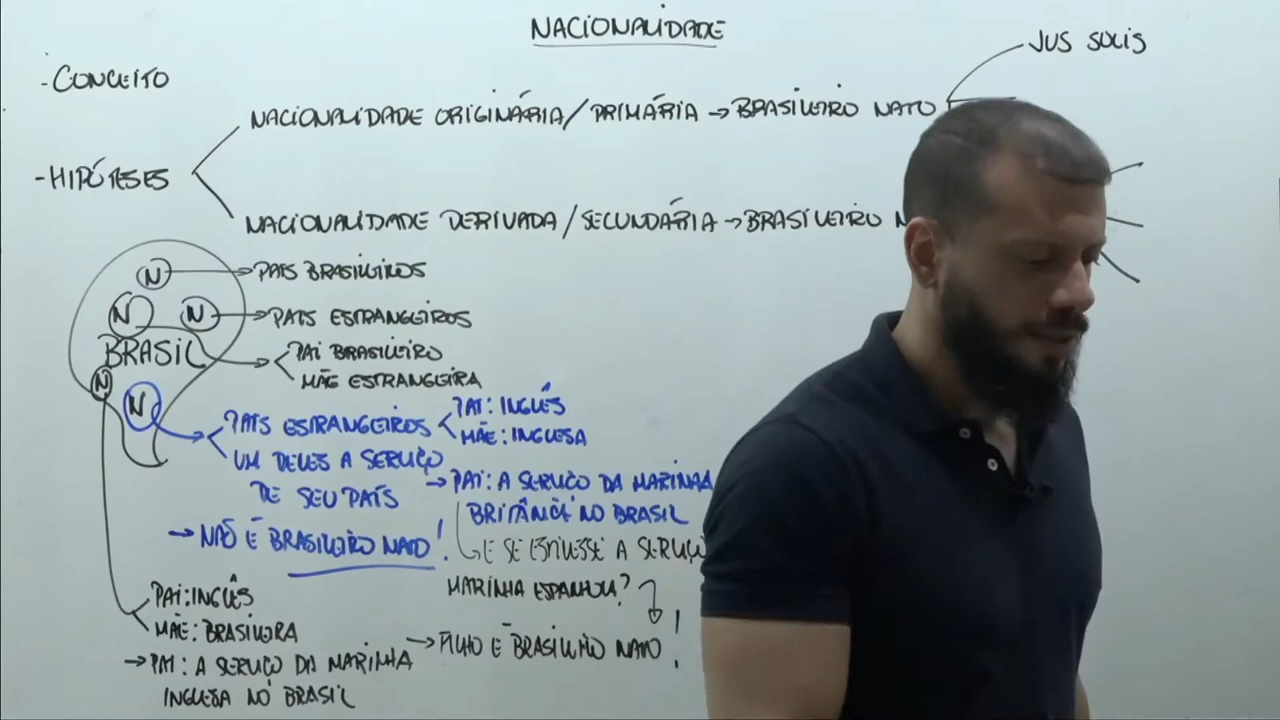 NACIONALIDADE
JUS SOLIS
- CONCEITO
NACIONALIDADE ORIGINÁRIA/PRIMÁRIA → BRASILEIRO NATO
- HIPÓTESES
NACIONALIDADE DERIVADA/SECUNDÁRIA → BRASILEIRO N
N → PAIS BRASILEIROS
N N → PAIS ESTRANGEIROS
BRASIL
PAI BRASILEIRO
MÃE ESTRANGEIRA
N
N
PAIS ESTRANGEIROS
PAI: INGLÊS
MÃE: INGLESA
UM DELES A SERVIÇO
DE SEU PAÍS
→ PAI: A SERVIÇO DA MARINHA
BRITÂNICA NO BRASIL
→ NÃO É BRASILEIRO NATO!
E SE ESTIVESSE A SERVIÇO
MARINHA ESPANHOLA?
→ FILHO É BRASILEIRO NATO!
PAI: INGLÊS
MÃE: BRASILEIRA
→ PAI: A SERVIÇO DA MARINHA
INGLESA NO BRASIL